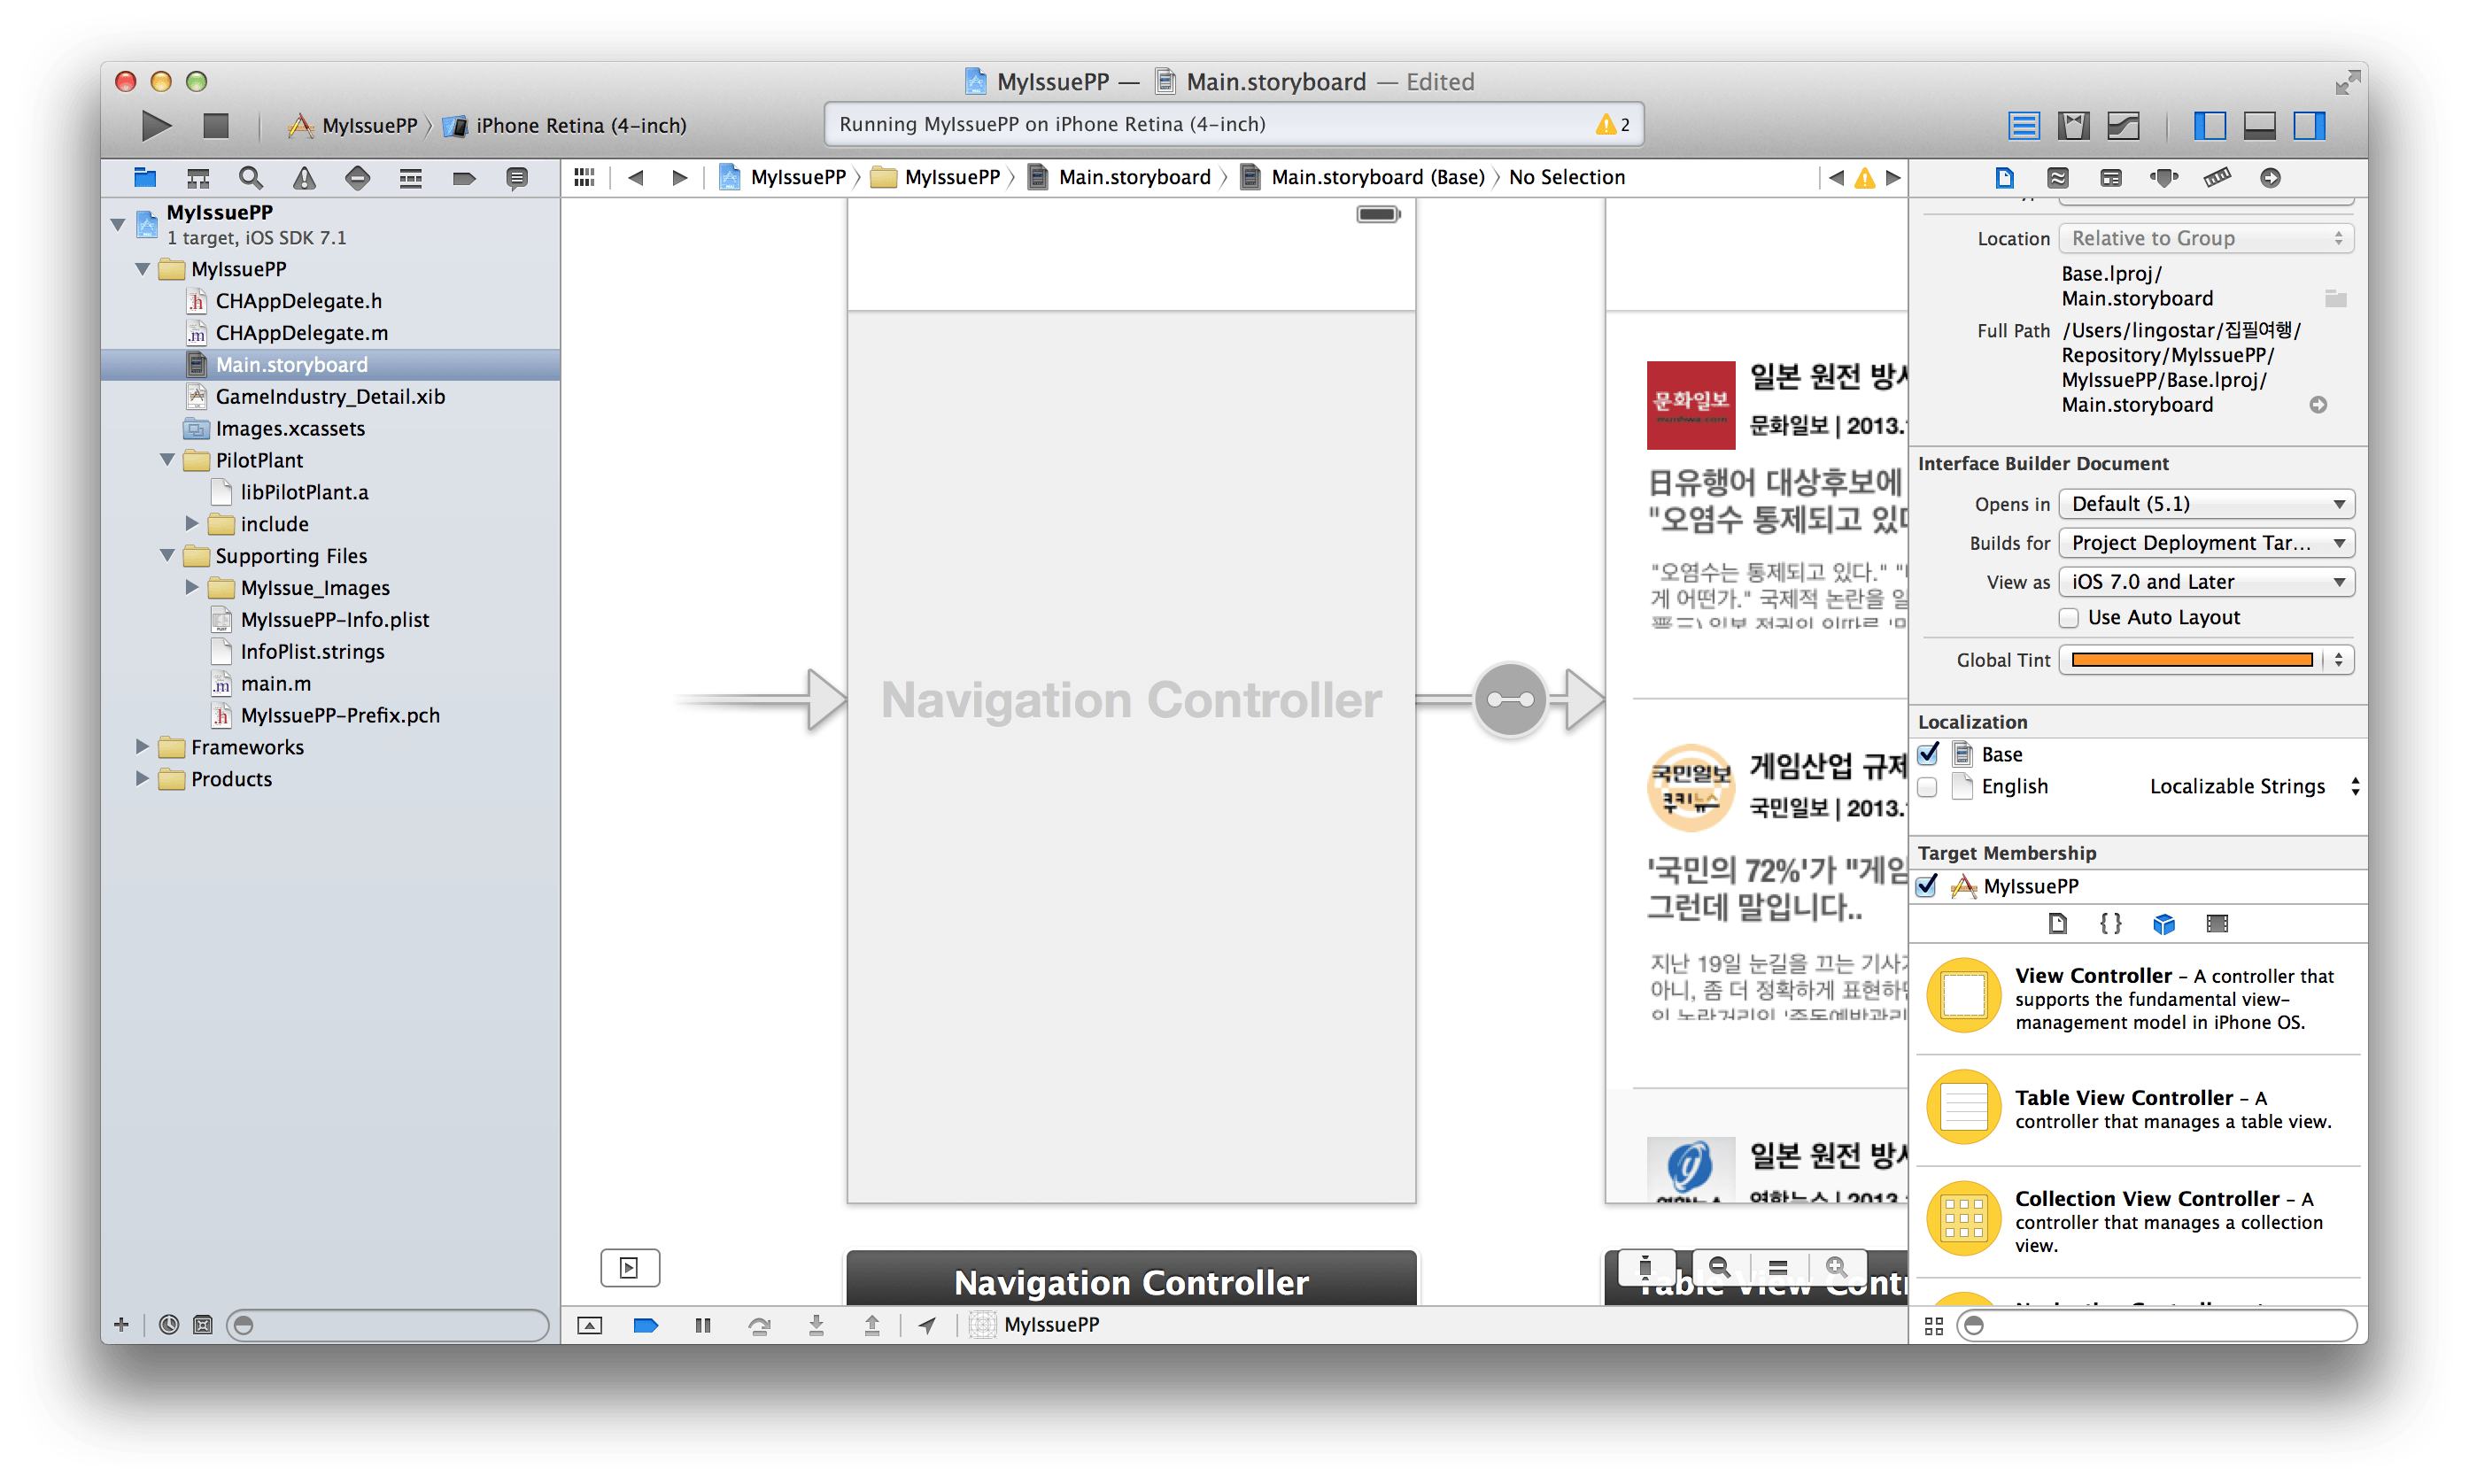 MyIssuePP — Main.storyboard — Edited
MyIssuePP iPhone Retina (4-inch)
Running MyIssuePP on iPhone Retina (4-inch) 2
MyIssuePP MyIssuePP Main.storyboard Main.storyboard (Base) No Selection
MyIssuePP
1 target, iOS SDK 7.1
MyIssuePP
CHAppDelegate.h
CHAppDelegate.m
Main.storyboard
GameIndustry_Detail.xib
Images.xcassets
PilotPlant
libPilotPlant.a
include
Supporting Files
MyIssue_Images
MyIssuePP-Info.plist
InfoPlist.strings
main.m
MyIssuePP-Prefix.pch
Frameworks
Products
Navigation Controller
Navigation Controller
문화일보
일본 원전 방
문화일보 | 2013.
日유행어 대상후보에
"오염수 통제되고 있
"오염수는 통제되고 있다."
게 어떤가." 국제적 논란을 일
국민일보
쿠키뉴스
게임산업 규제
국민일보 | 2013.
'국민의 72%'가 "게임
그런데 말입니다..
지난 19일 눈길을 끄는 기사
아니, 좀 더 정확하게 표현하
일본 원전 방
연합뉴스 | 2013
Table View Cont
MyIssuePP
Location Relative to Group
Base.lproj/
Main.storyboard
Full Path /Users/lingostar/집필여행/
Repository/MyIssuePP/
MyIssuePP/Base.lproj/
Main.storyboard
Interface Builder Document
Opens in Default (5.1)
Builds for Project Deployment Tar...
View as iOS 7.0 and Later
Use Auto Layout
Global Tint
Localization
Base
English Localizable Strings
Target Membership
MyIssuePP
View Controller – A controller that
supports the fundamental view-
management model in iPhone OS.
Table View Controller – A
controller that manages a table view.
Collection View Controller – A
controller that manages a collection
view.